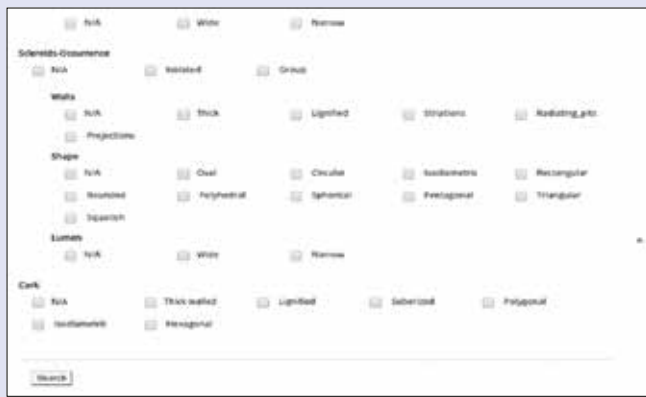 N/A Wide Narrow
Sclereids-Occurrence
N/A Isolated Group
Walls
N/A Thick Lignified Striations Radiating_pits
Projections
Shape
N/A Oval Circular Isodiametric Rectangular
Rounded Polyhedral Spherical Pentagonal Triangular
Squarish
Lumen
N/A Wide Narrow
Cork
N/A Thick walled Lignified Suberized Polygonal
Isodiametric Hexagonal
Search